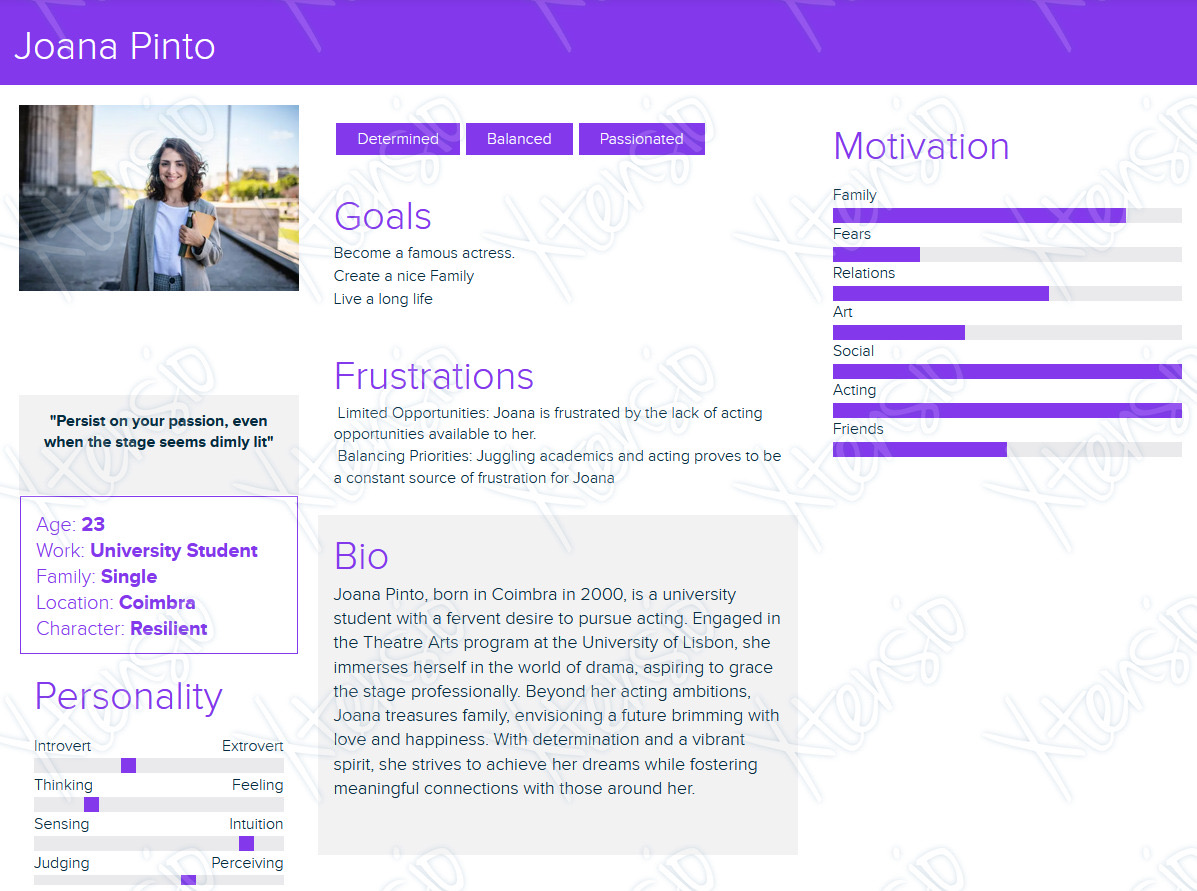 Joana Pinto
Determined
Balanced
Passionated
Goals
Become a famous actress.
Create a nice Family
Live a long life
Frustrations
Limited Opportunities: Joana is frustrated by the lack of acting
opportunities available to her.
Balancing Priorities: Juggling academics and acting proves to be
a constant source of frustration for Joana
"Persist on your passion, even
when the stage seems dimly lit"
Age: 23
Work: University Student
Family: Single
Location: Coimbra
Character: Resilient
Personality
Introvert Extrovert
Thinking Feeling
Sensing Intuition
Judging Perceiving
Bio
Joana Pinto, born in Coimbra in 2000, is a university
student with a fervent desire to pursue acting. Engaged in
the Theatre Arts program at the University of Lisbon, she
immerses herself in the world of drama, aspiring to grace
the stage professionally. Beyond her acting ambitions,
Joana treasures family, envisioning a future brimming with
love and happiness. With determination and a vibrant
spirit, she strives to achieve her dreams while fostering
meaningful connections with those around her.
Motivation
Family
Fears
Relations
Art
Social
Acting
Friends
Xtensio